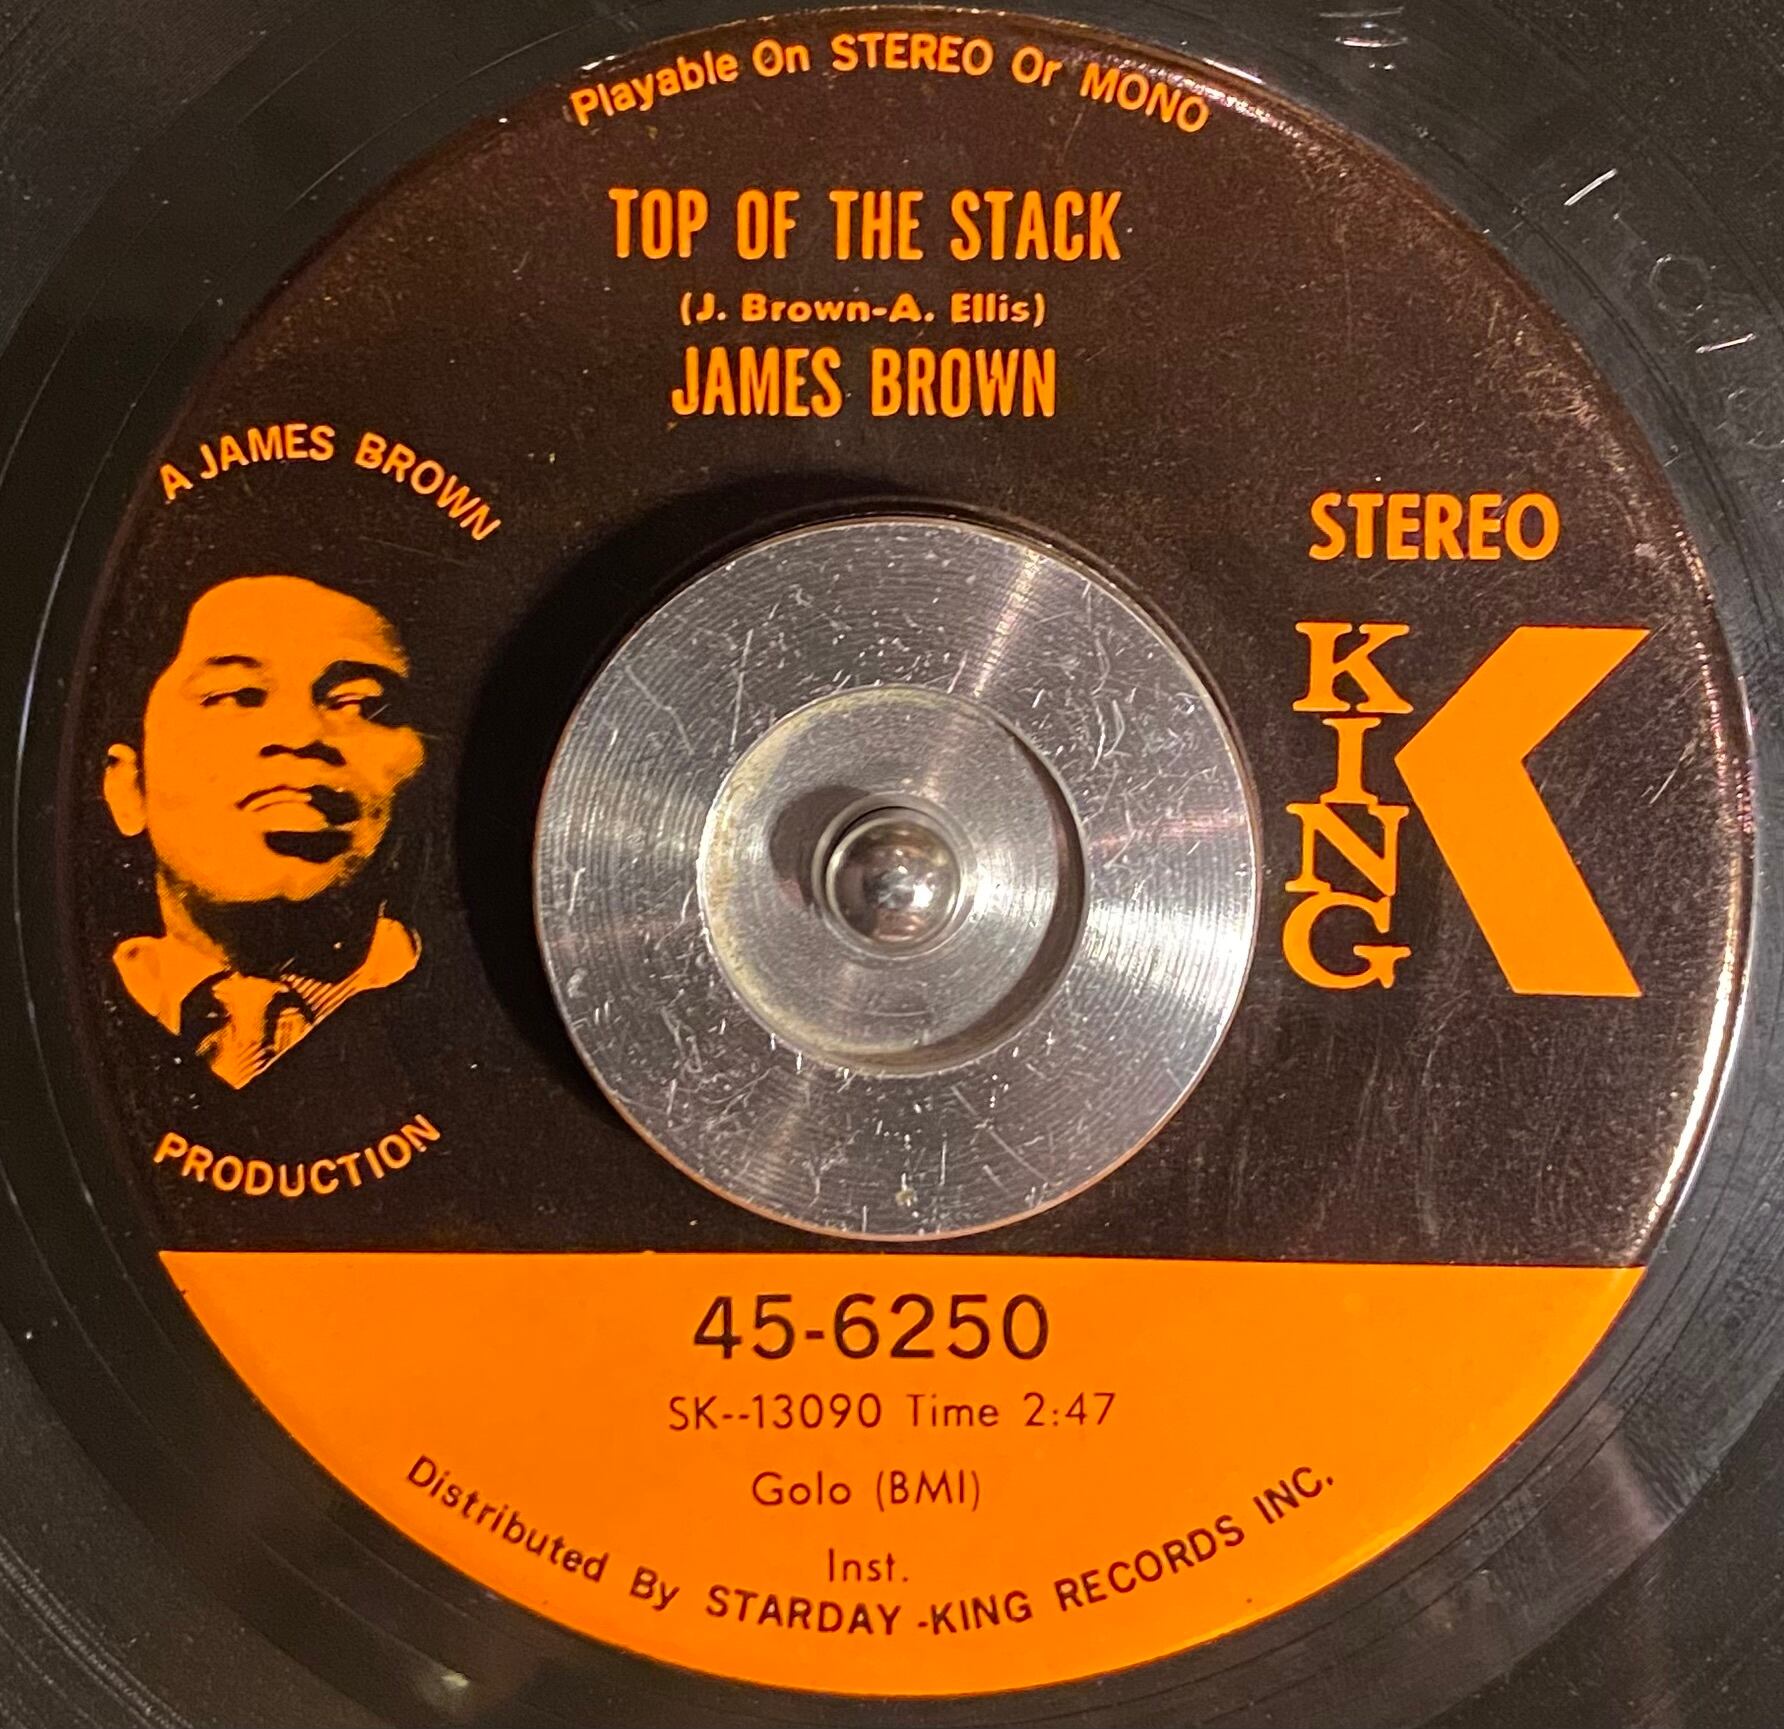 Playable On STEREO Or MONO
TOP OF THE STACK
(J. Brown-A. Ellis)
JAMES BROWN
A JAMES BROWN
PRODUCTION
STEREO
KING
K
45-6250
SK--13090 Time 2:47
Golo (BMI)
Inst.
Distributed By STARDAY-KING RECORDS INC.